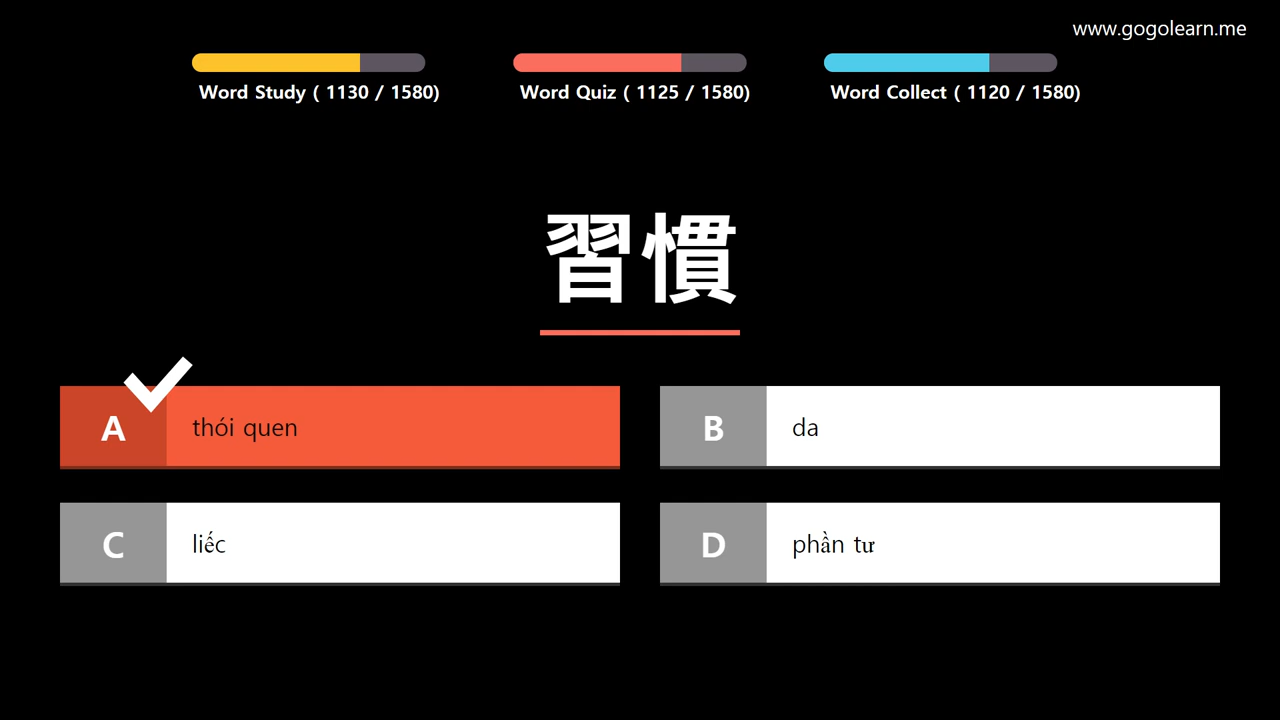 www.gogolearn.me
Word Study ( 1130 / 1580)
Word Quiz ( 1125 / 1580)
Word Collect ( 1120 / 1580)
習慣
A thói quen
B da
C liếc
D phần tư